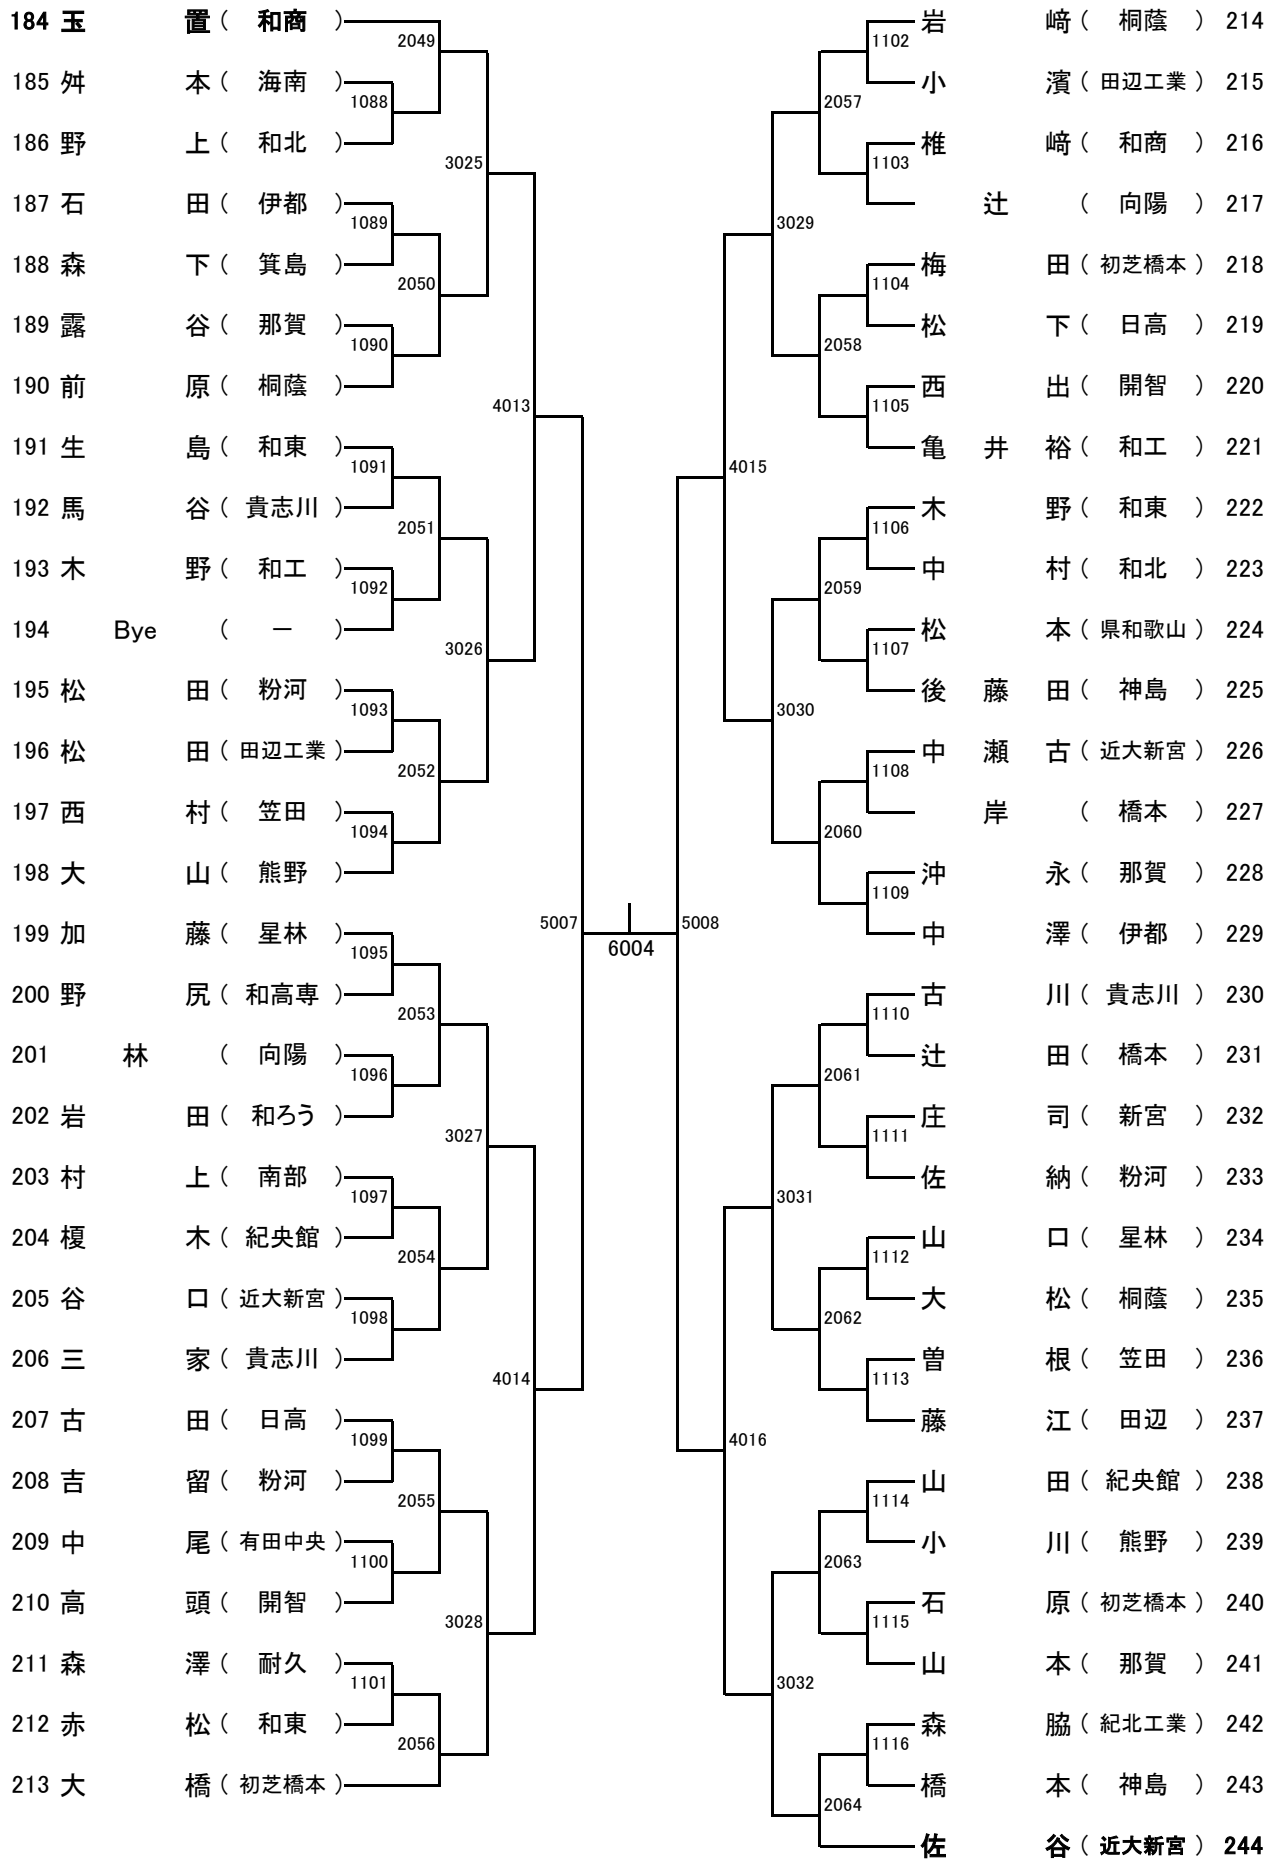 184 玉 置 ( 和商 )
2049
185 舛 本 ( 海南 )
1088
186 野 上 ( 和北 )
3025
187 石 田 ( 伊都 )
1089
188 森 下 ( 箕島 )
2050
189 露 谷 ( 那賀 )
1090
190 前 原 ( 桐蔭 )
4013
191 生 島 ( 和東 )
1091
192 馬 谷 ( 貴志川 )
2051
193 木 野 ( 和工 )
1092
194 Bye ( － )
3026
195 松 田 ( 粉河 )
1093
196 松 田 ( 田辺工業 )
2052
197 西 村 ( 笠田 )
1094
198 大 山 ( 熊野 )
5007
199 加 藤 ( 星林 )
1095
200 野 尻 ( 和高専 )
2053
201 林 ( 向陽 )
1096
202 岩 田 ( 和ろう )
3027
203 村 上 ( 南部 )
1097
204 榎 木 ( 紀央館 )
2054
205 谷 口 ( 近大新宮 )
1098
206 三 家 ( 貴志川 )
4014
207 古 田 ( 日高 )
1099
208 吉 留 ( 粉河 )
2055
209 中 尾 ( 有田中央 )
1100
210 高 頭 ( 開智 )
3028
211 森 澤 ( 耐久 )
1101
212 赤 松 ( 和東 )
2056
213 大 橋 ( 初芝橋本 )
6004
岩 﨑 ( 桐蔭 ) 214
1102
小 濱 ( 田辺工業 ) 215
2057
椎 﨑 ( 和商 ) 216
1103
辻 ( 向陽 ) 217
3029
梅 田 ( 初芝橋本 ) 218
1104
松 下 ( 日高 ) 219
2058
西 出 ( 開智 ) 220
1105
亀 井 裕 ( 和工 ) 221
4015
木 野 ( 和東 ) 222
1106
中 村 ( 和北 ) 223
2059
松 本 ( 県和歌山 ) 224
1107
後 藤 田 ( 神島 ) 225
3030
中 瀬 古 ( 近大新宮 ) 226
1108
岸 ( 橋本 ) 227
2060
沖 永 ( 那賀 ) 228
1109
中 澤 ( 伊都 ) 229
5008
古 川 ( 貴志川 ) 230
1110
辻 田 ( 橋本 ) 231
2061
庄 司 ( 新宮 ) 232
1111
佐 納 ( 粉河 ) 233
3031
山 口 ( 星林 ) 234
1112
大 松 ( 桐蔭 ) 235
2062
曽 根 ( 笠田 ) 236
1113
藤 江 ( 田辺 ) 237
4016
山 田 ( 紀央館 ) 238
1114
小 川 ( 熊野 ) 239
2063
石 原 ( 初芝橋本 ) 240
1115
山 本 ( 那賀 ) 241
3032
森 脇 ( 紀北工業 ) 242
1116
橋 本 ( 神島 ) 243
2064
佐 谷 ( 近大新宮 ) 244